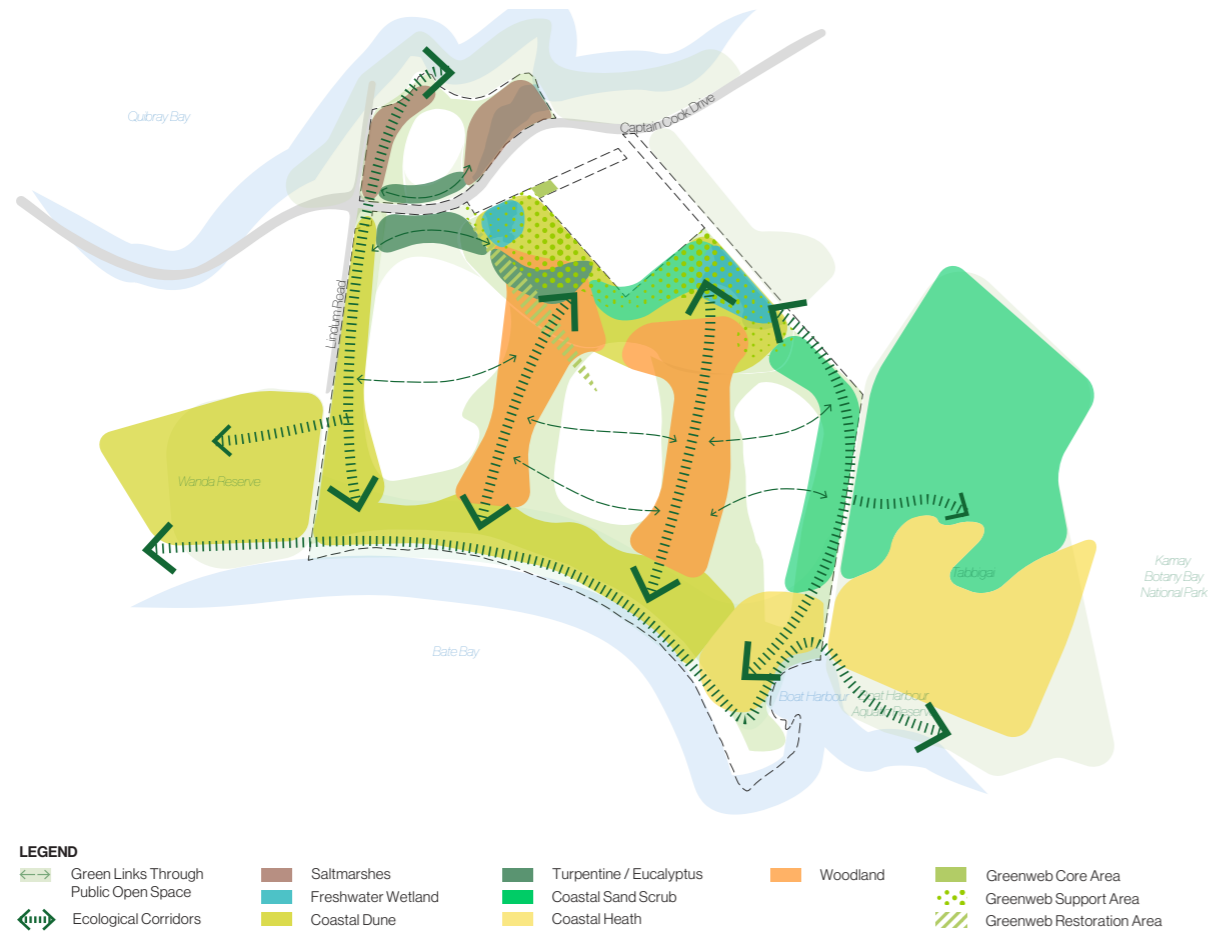 Quibray Bay
Captain Cook Drive
Lindum Road
Wanda Reserve
Tabbigai
Kamay
Botany Bay
National Park
Bate Bay
Boat Harbour
Boat Harbour
Aquatic Reserve
LEGEND
Green Links Through
Public Open Space
Ecological Corridors
Saltmarshes
Freshwater Wetland
Coastal Dune
Turpentine / Eucalyptus
Coastal Sand Scrub
Coastal Heath
Woodland
Greenweb Core Area
Greenweb Support Area
Greenweb Restoration Area